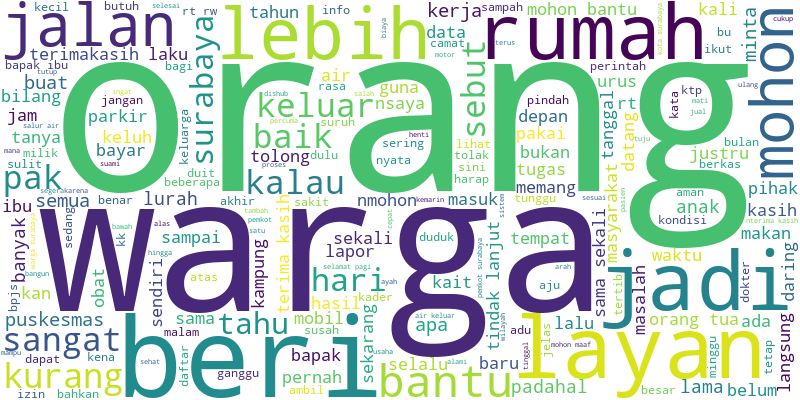 orang
warga
jalan
lebih
rumah
mohon
beri
layan
jadi
surabaya
keluar
baik
kalau
sebut
pak
sangat
kurang
bantu
hari
tahu
apa
kecil
butuh
selesai
rt rw
tahun
info
biaya
kerja
sampah
mohon bantu
kali
cukup
terimakasih
laku
air
data
camat
terus
motor
bu
ikut
minta
bapak ibu
bagi
rasa
guna
perintah
buat
tutup
dishub
salah
nsaya
urus
ktp
ulang
bilang
ingat
jangan
duit
percuma
suruh
depan
pindah
rt
kata
mati
jual
jam
parkir
keluarga
henti
pakai
tanggal
datang
tanya
salur air
keluh
sering
lihat
bukan
tuju
bulan
mana
milik
bayar
tolong
dulu
nyata
tolak
tugas
justru
berkas
sulit
suami
proses
sini
memang
aman
pihak
segerakarena
beberapa
harap
masyarakat
sesuai
pasien
anak
ibu
semua
benar
lurah
akhir
sakit
nmohon
masuk
tunggu
kondisi
kasih
banyak
sedang
bawah
alas
tambah
pemkot
satu
cepat
kemarin
sistem
nterima kasih
warga surabaya
kk
sampai
kampung
terima kasih
sekali
duduk
tempat
makan
lapor
pemkot surabaya
sama sekali
waktu
daring
bangun
hingga
selamat pagi
kait
tindak lanjut
tertib
masalah
dokter
bpjs
kan
obat
atas
sendiri
hasil
kader
ayah
aju
arah
puskesmas
sama
mobil
air keluar
adu
lalu
orang tua
ada
langsung
malam
susah
sekarang
wilayah
jelas
mampu
dapat
kena
daftar
sehat
bapak
usaha
selalu
baru
mohon maaf
minggu
tetap
ganggu
pernah
alami
tinggal
izin
bahkan
ambil
padahal
besar
lama
belum